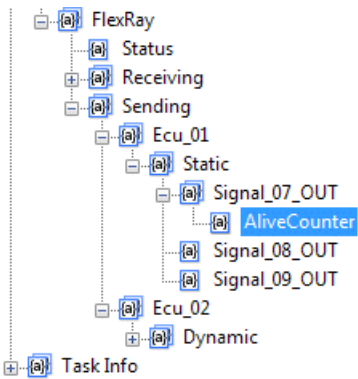 FlexRay
Status
Receiving
Sending
Ecu_01
Static
Signal_07_OUT
AliveCounter
Signal_08_OUT
Signal_09_OUT
Ecu_02
Dynamic
Task Info